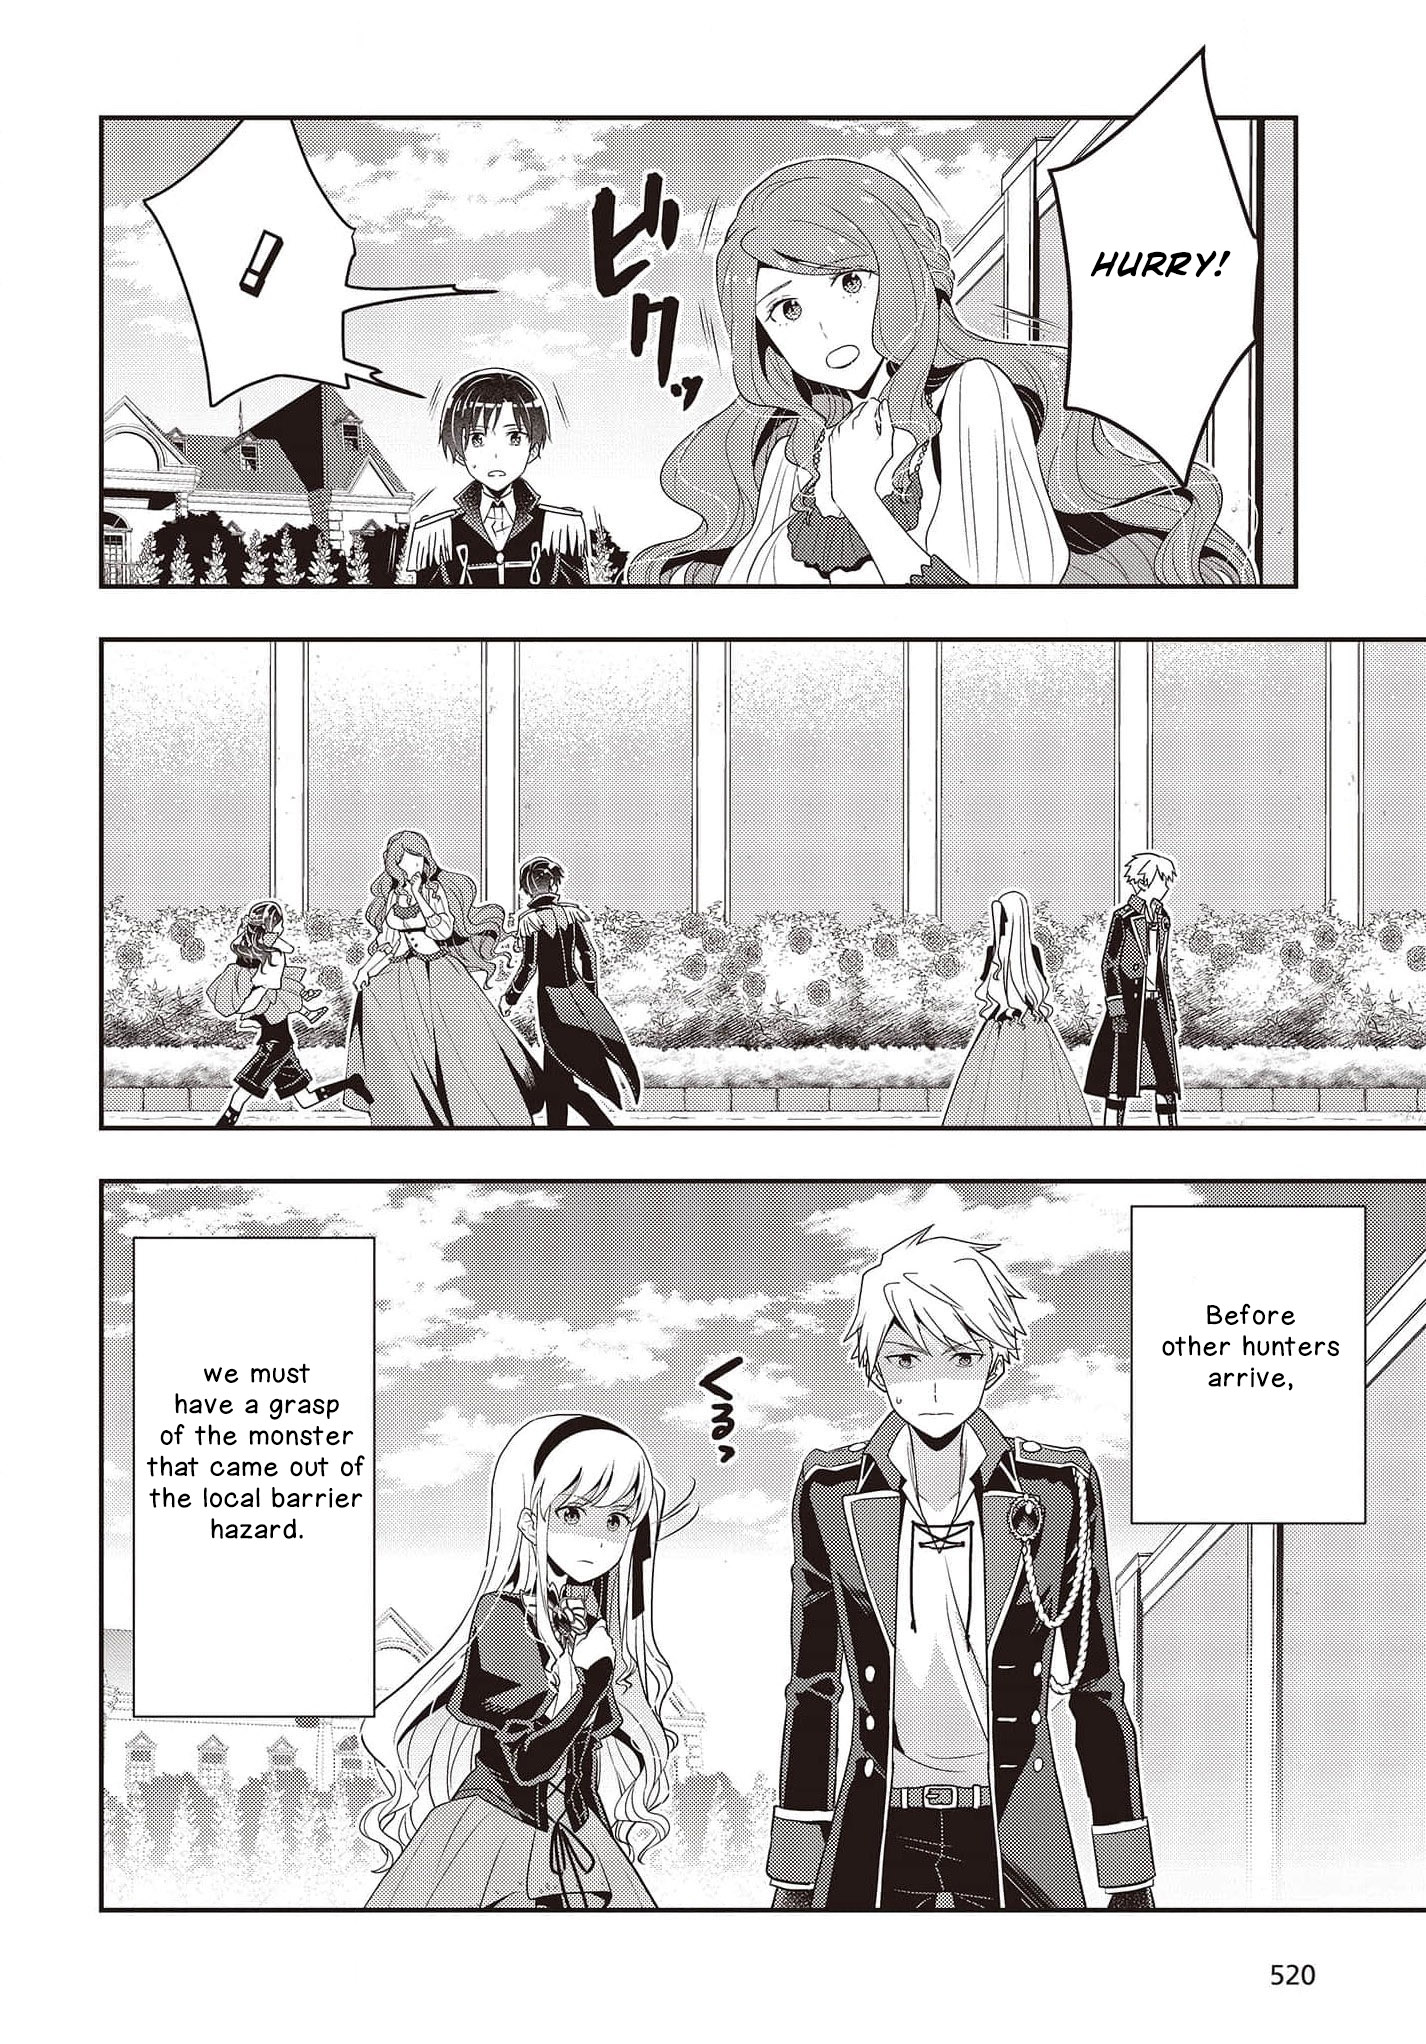 HURRY!
ビクッ
!
Before
other hunters
arrive,
くるっ
we must
have a grasp
of the monster
that came out of
the local barrier
hazard.
520